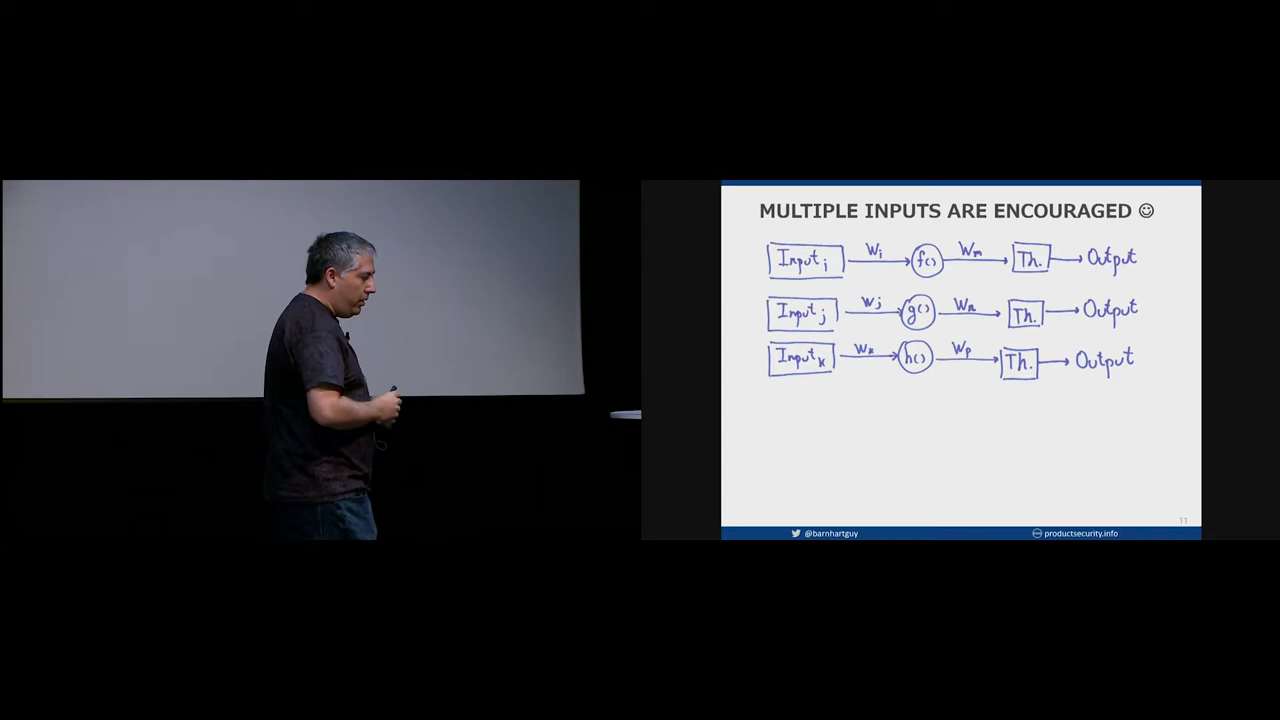 MULTIPLE INPUTS ARE ENCOURAGED ☺
Input i Wi f() Wm Th. Output
Input j Wj g() Wn Th. Output
Input k Wk h() Wp Th. Output
11
@barnhartguy productsecurity.info